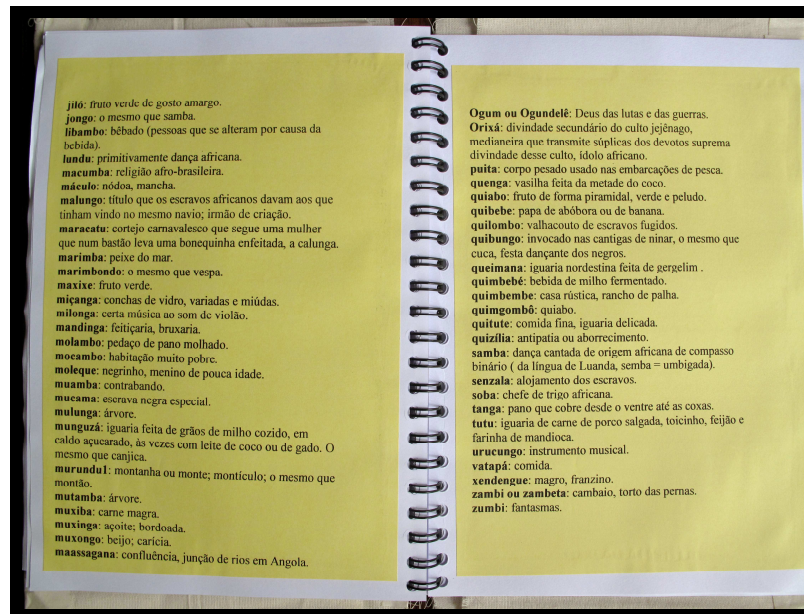 jiló: fruto verde de gosto amargo.
jongo: o mesmo que samba.
libambo: bêbado (pessoas que se alteram por causa da
bebida).
lundu: primitivamente dança africana.
macumba: religião afro-brasileira.
máculo: nódoa, mancha.
malungo: título que os escravos africanos davam aos que
tinham vindo no mesmo navio; irmão de criação.
maracatu: cortejo carnavalesco que segue uma mulher
que num bastão leva uma bonequinha enfeitada, a calunga.
marimba: peixe do mar.
marimbondo: o mesmo que vespa.
maxixe: fruto verde.
miçanga: conchas de vidro, variadas e miúdas.
milonga: certa música ao som de violão.
mandinga: feitiçaria, bruxaria.
molambo: pedaço de pano molhado.
mocambo: habitação muito pobre.
moleque: negrinho, menino de pouca idade.
muamba: contrabando.
mucama: escrava negra especial.
mulunga: árvore.
munguzá: iguaria feita de grãos de milho cozido, em
caldo açucarado, às vezes com leite de coco ou de gado. O
mesmo que canjica.
murundu1: montanha ou monte; montículo; o mesmo que
montão.
mutamba: árvore.
muxiba: carne magra.
muxinga: açoite; bordoada.
muxongo: beijo; carícia.
maassagana: confluência, junção de rios em Angola.
Ogum ou Ogundelê: Deus das lutas e das guerras.
Orixá: divindade secundário do culto jejênago,
medianeira que transmite súplicas dos devotos suprema
divindade desse culto, ídolo africano.
puita: corpo pesado usado nas embarcações de pesca.
quenga: vasilha feita da metade do coco.
quiabo: fruto de forma piramidal, verde e peludo.
quibebe: papa de abóbora ou de banana.
quilombo: valhacouto de escravos fugidos.
quibungo: invocado nas cantigas de ninar, o mesmo que
cuca, festa dançante dos negros.
queimana: iguaria nordestina feita de gergelim .
quimbebé: bebida de milho fermentado.
quimbembe: casa rústica, rancho de palha.
quimgombô: quiabo.
quitute: comida fina, iguaria delicada.
quizília: antipatia ou aborrecimento.
samba: dança cantada de origem africana de compasso
binário ( da língua de Luanda, semba = umbigada).
senzala: alojamento dos escravos.
soba: chefe de trigo africana.
tanga: pano que cobre desde o ventre até as coxas.
tutu: iguaria de carne de porco salgada, toicinho, feijão e
farinha de mandioca.
urucungo: instrumento musical.
vatapá: comida.
xendengue: magro, franzino.
zambi ou zambeta: cambaio, torto das pernas.
zumbi: fantasmas.